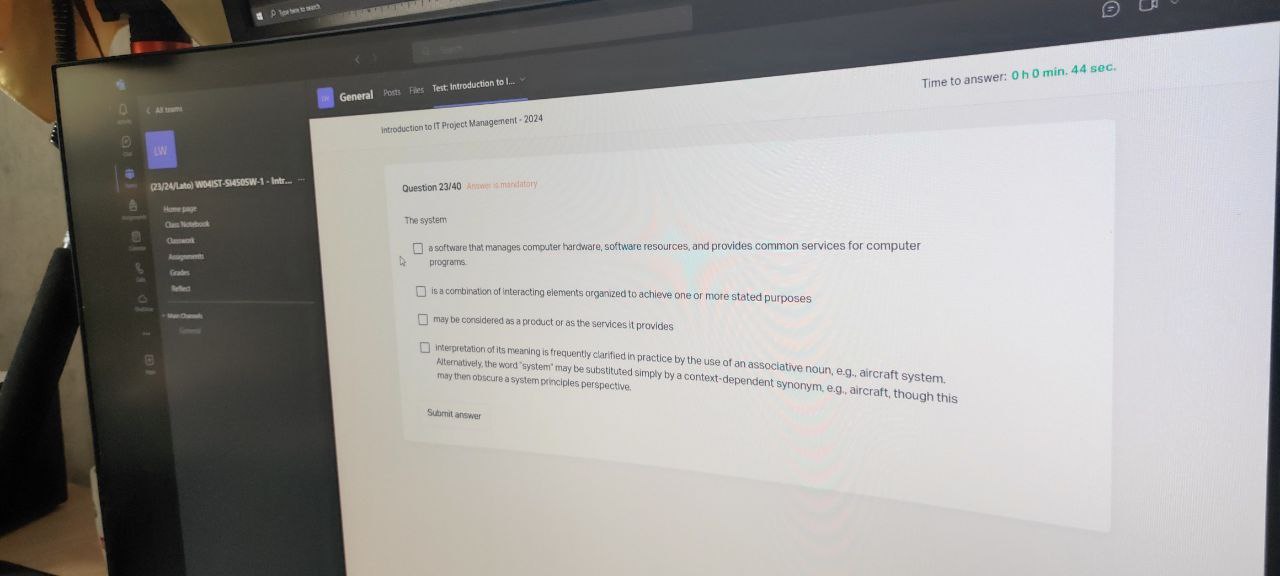 Type here to search
Search
All teams
LW
(23/24/Lato) W04IST-SI4505W-1 - Intr... ...
Home page
Class Notebook
Classwork
Assignments
Grades
Reflect
Main Channels
General
General Posts Files Test: Introduction to I...
Introduction to IT Project Management - 2024
Time to answer: 0 h 0 min. 44 sec.
Question 23/40 Answer is mandatory
The system
a software that manages computer hardware, software resources, and provides common services for computer
programs.
is a combination of interacting elements organized to achieve one or more stated purposes
may be considered as a product or as the services it provides
interpretation of its meaning is frequently clarified in practice by the use of an associative noun, e.g., aircraft system.
Alternatively, the word "system" may be substituted simply by a context-dependent synonym, e.g., aircraft, though this
may then obscure a system principles perspective.
Submit answer